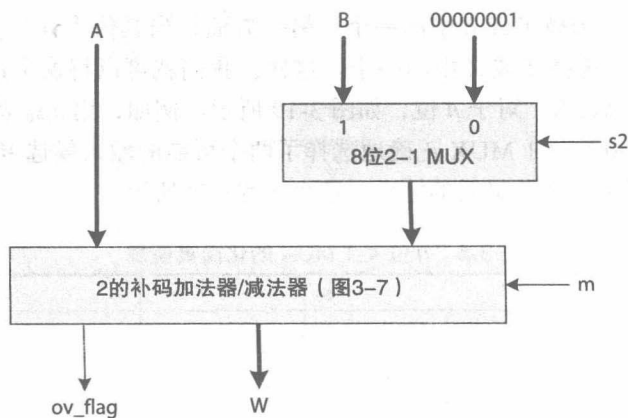 A
B
00000001
1
0
8位2-1 MUX
s2
2的补码加法器/减法器（图3-7）
m
ov_flag
W